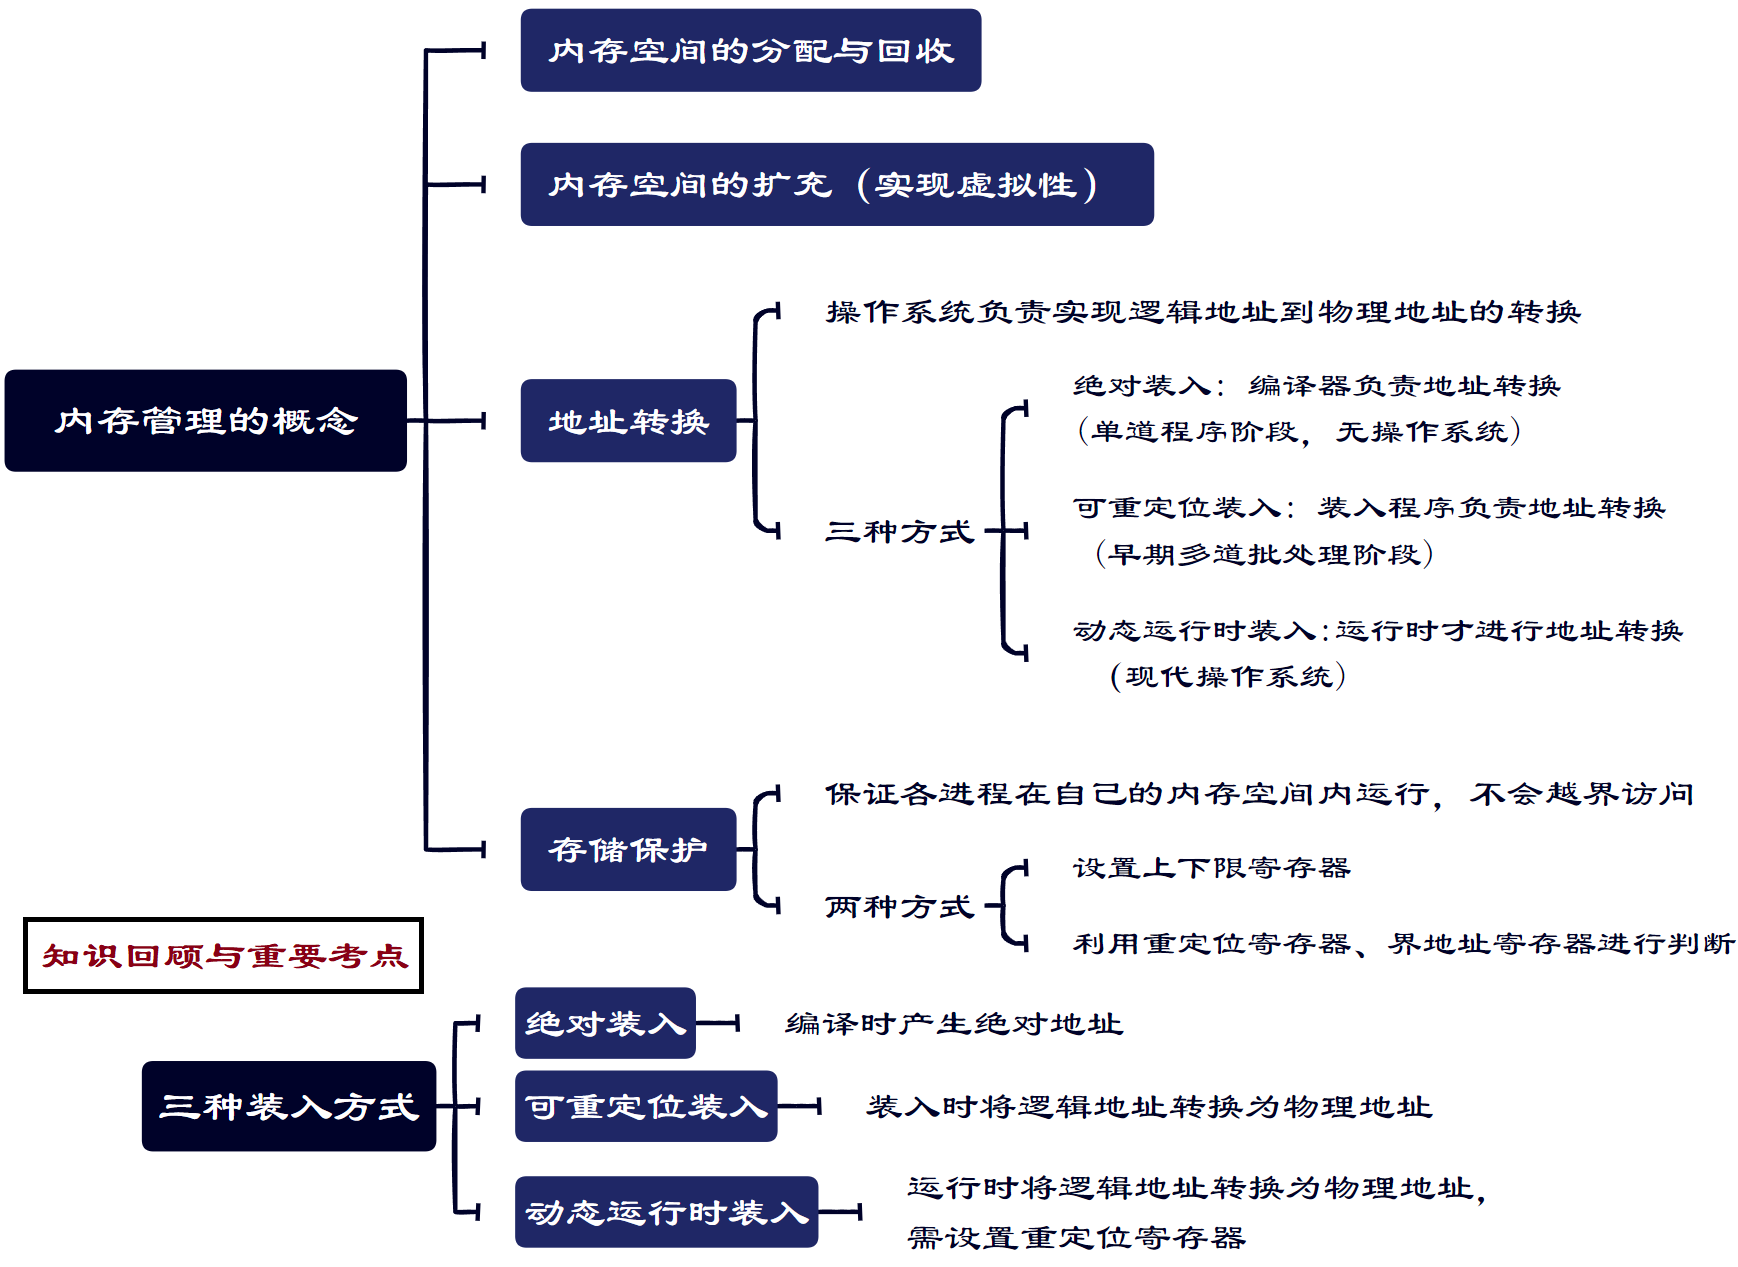 内存空间的分配与回收
内存空间的扩充（实现虚拟性）
操作系统负责实现逻辑地址到物理地址的转换
绝对装入：编译器负责地址转换
（单道程序阶段，无操作系统）
内存管理的概念
地址转换
可重定位装入：装入程序负责地址转换
三种方式
（早期多道批处理阶段）
动态运行时装入:运行时才进行地址转换
(现代操作系统）
保证各进程在自己的内存空间内运行，不会越界访问
存储保护
设置上下限寄存器
两种方式
利用重定位寄存器、界地址寄存器进行判断
知识回顾与重要考点
绝对装入
编译时产生绝对地址
三种装入方式
可重定位装入
装入时将逻辑地址转换为物理地址
动态运行时装入
运行时将逻辑地址转换为物理地址，
需设置重定位寄存器